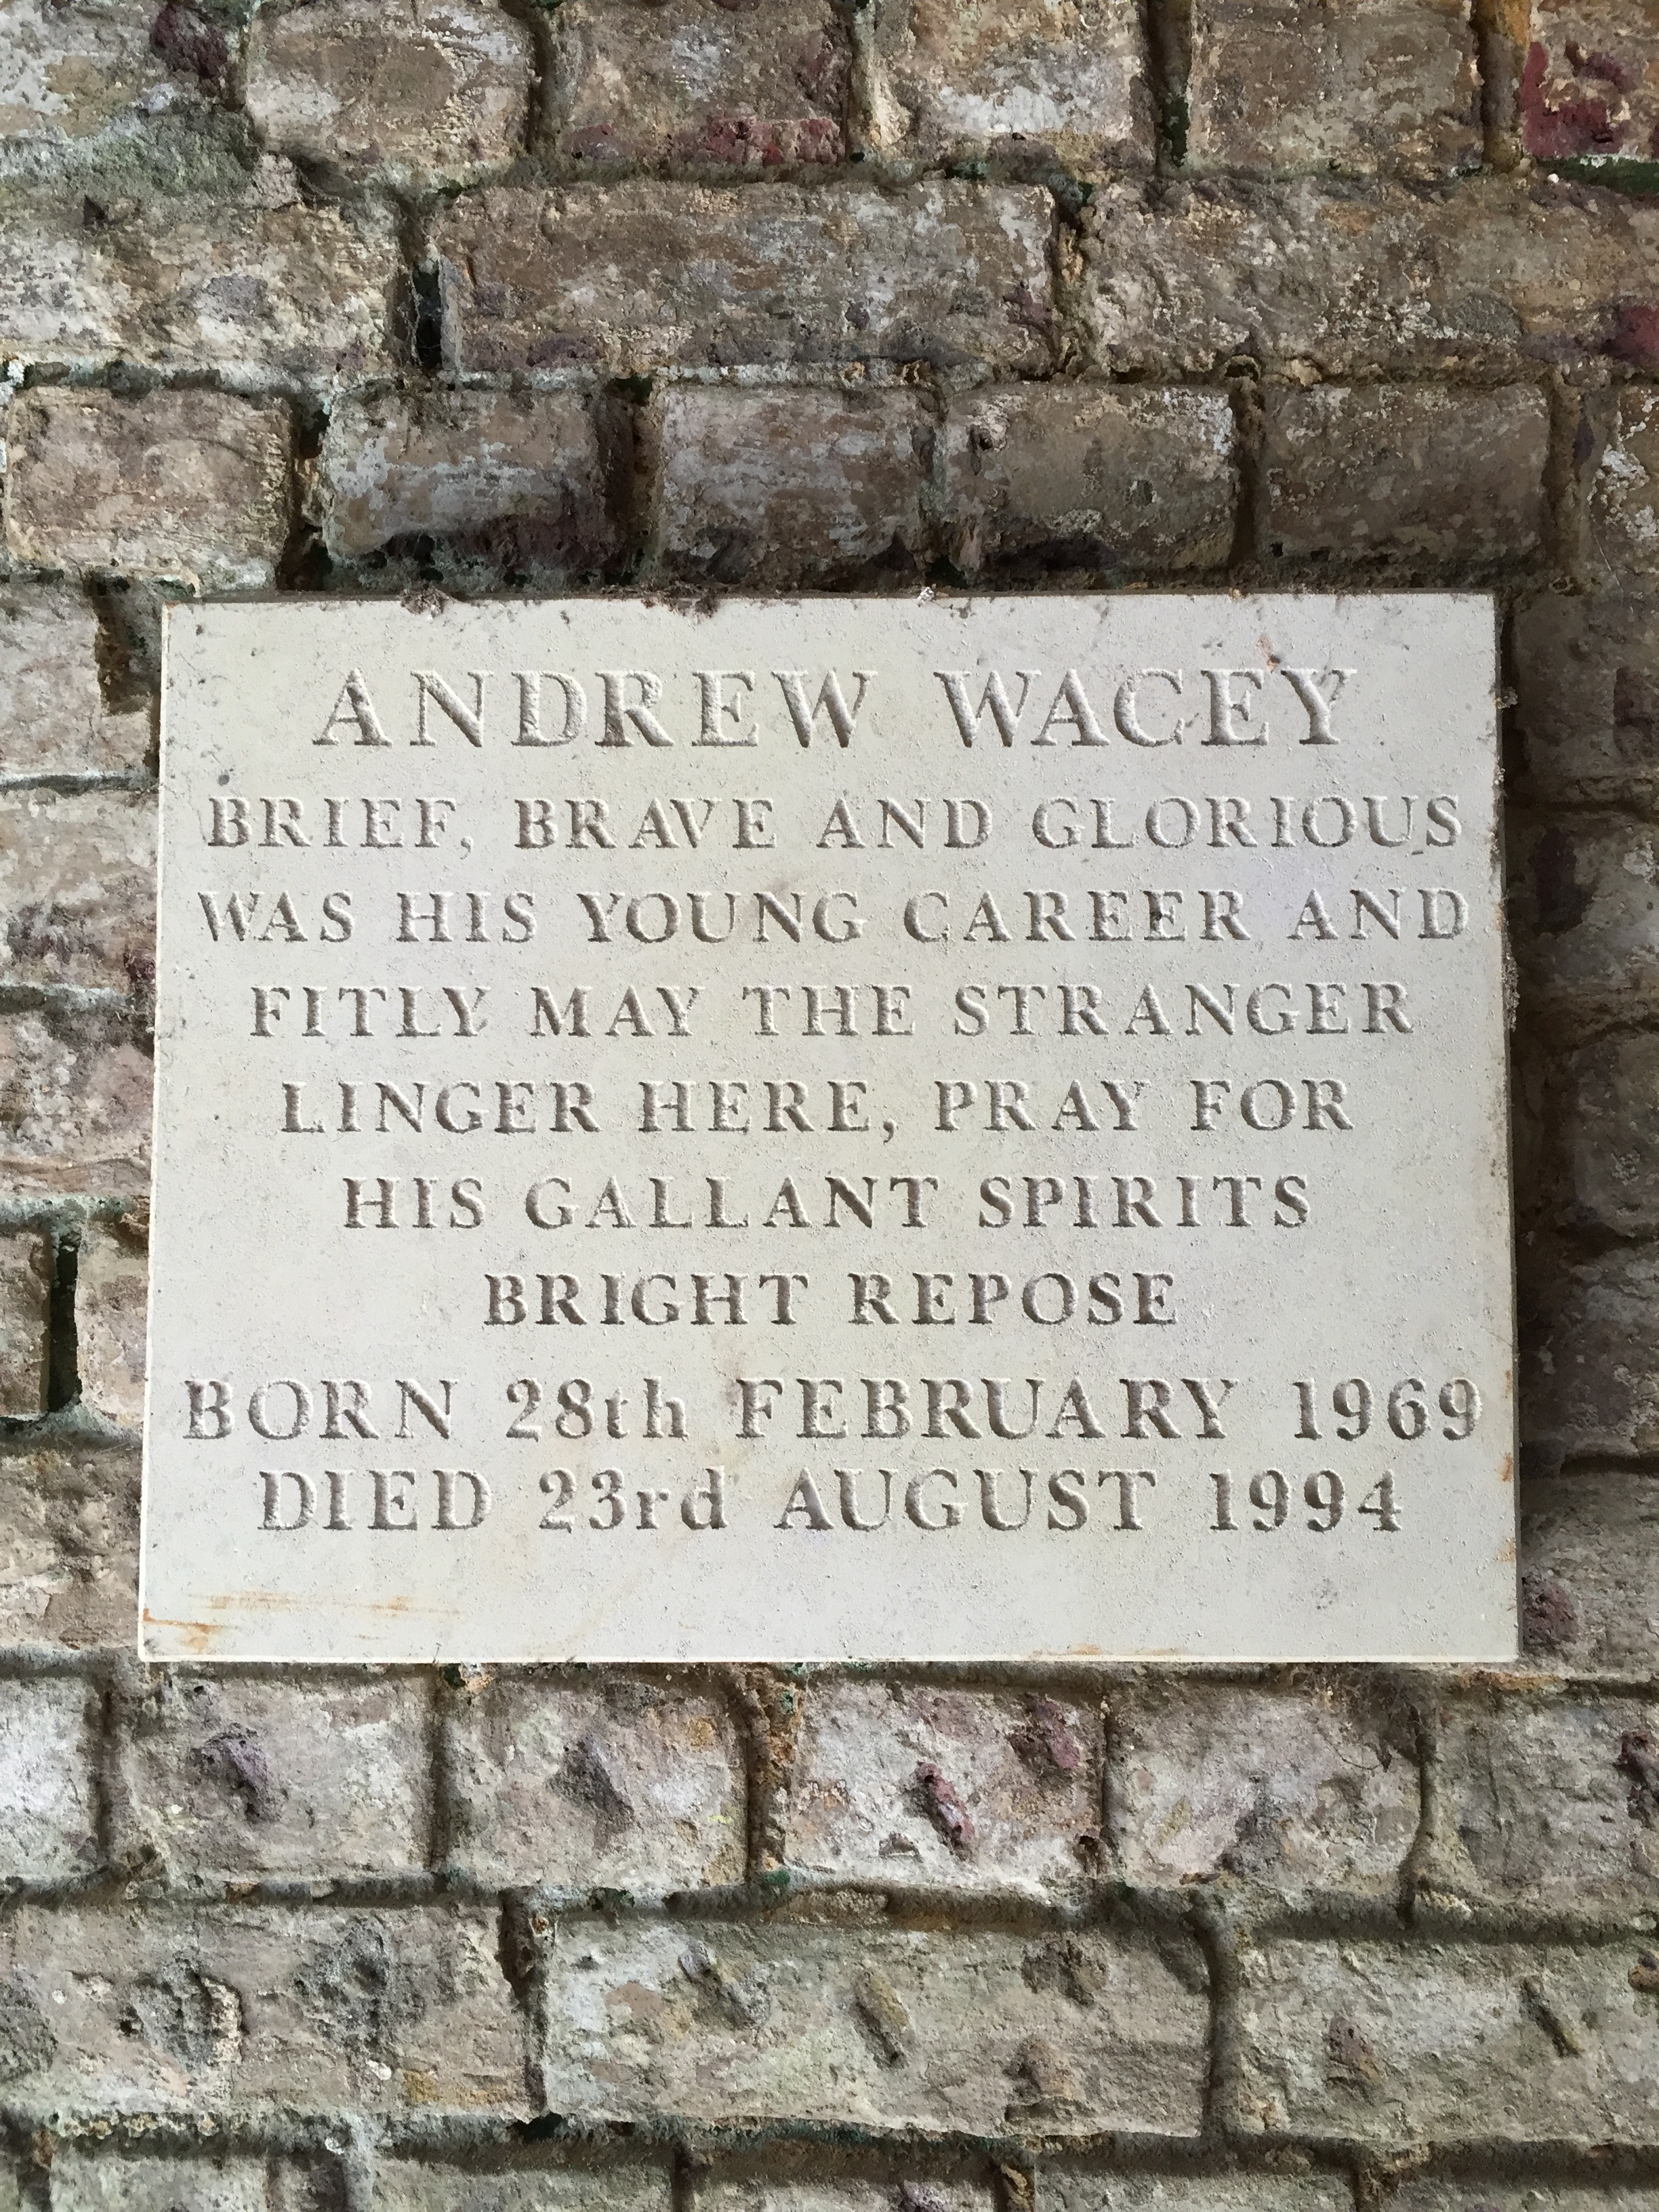 ANDREW WACEY
BRIEF, BRAVE AND GLORIOUS
WAS HIS YOUNG CAREER AND
FITLY MAY THE STRANGER
LINGER HERE, PRAY FOR
HIS GALLANT SPIRITS
BRIGHT REPOSE
BORN 28th FEBRUARY 1969
DIED 23rd AUGUST 1994